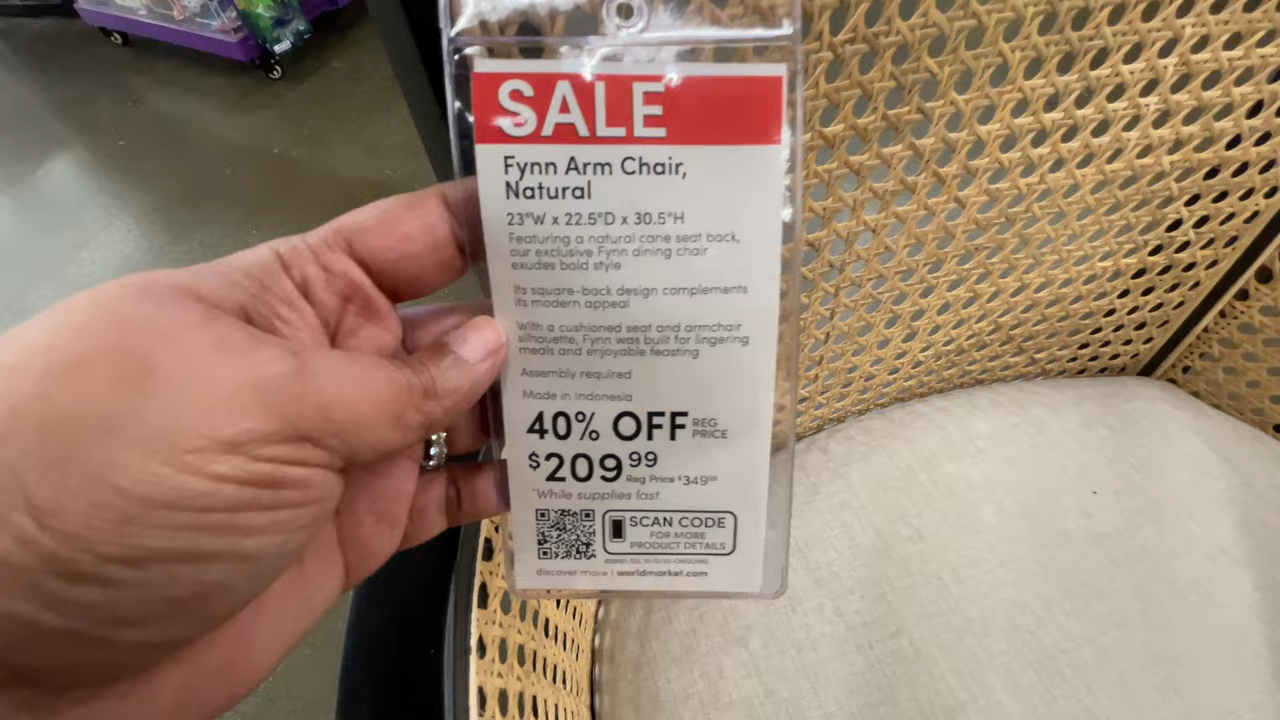 SALE
Fynn Arm Chair,
Natural
23"W x 22.5"D x 30.5"H
Featuring a natural cane seat back,
our exclusive Fynn dining chair
exudes bold style
Its square-back design complements
its modern appeal
With a cushioned seat and armchair
silhouette, Fynn was built for lingering
meals and enjoyable feasting
Assembly required
Made in Indonesia
40% OFF REG PRICE
$209.99 Reg Price $349
*While supplies last.
SCAN CODE
FOR MORE
PRODUCT DETAILS
discover more | worldmarket.com